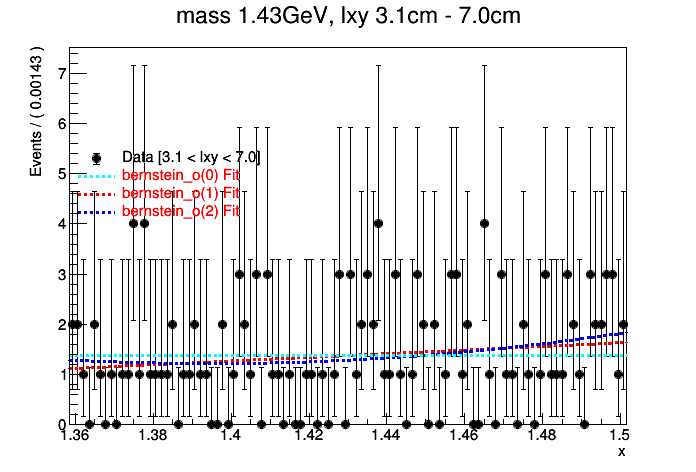 mass 1.43GeV, lxy 3.1cm - 7.0cm
Events / ( 0.00143 )
7
6
5
4
3
2
1
0
Data [3.1 < lxy < 7.0]
bernstein_o(0) Fit
bernstein_o(1) Fit
bernstein_o(2) Fit
1.36 1.38 1.4 1.42 1.44 1.46 1.48 1.5
x